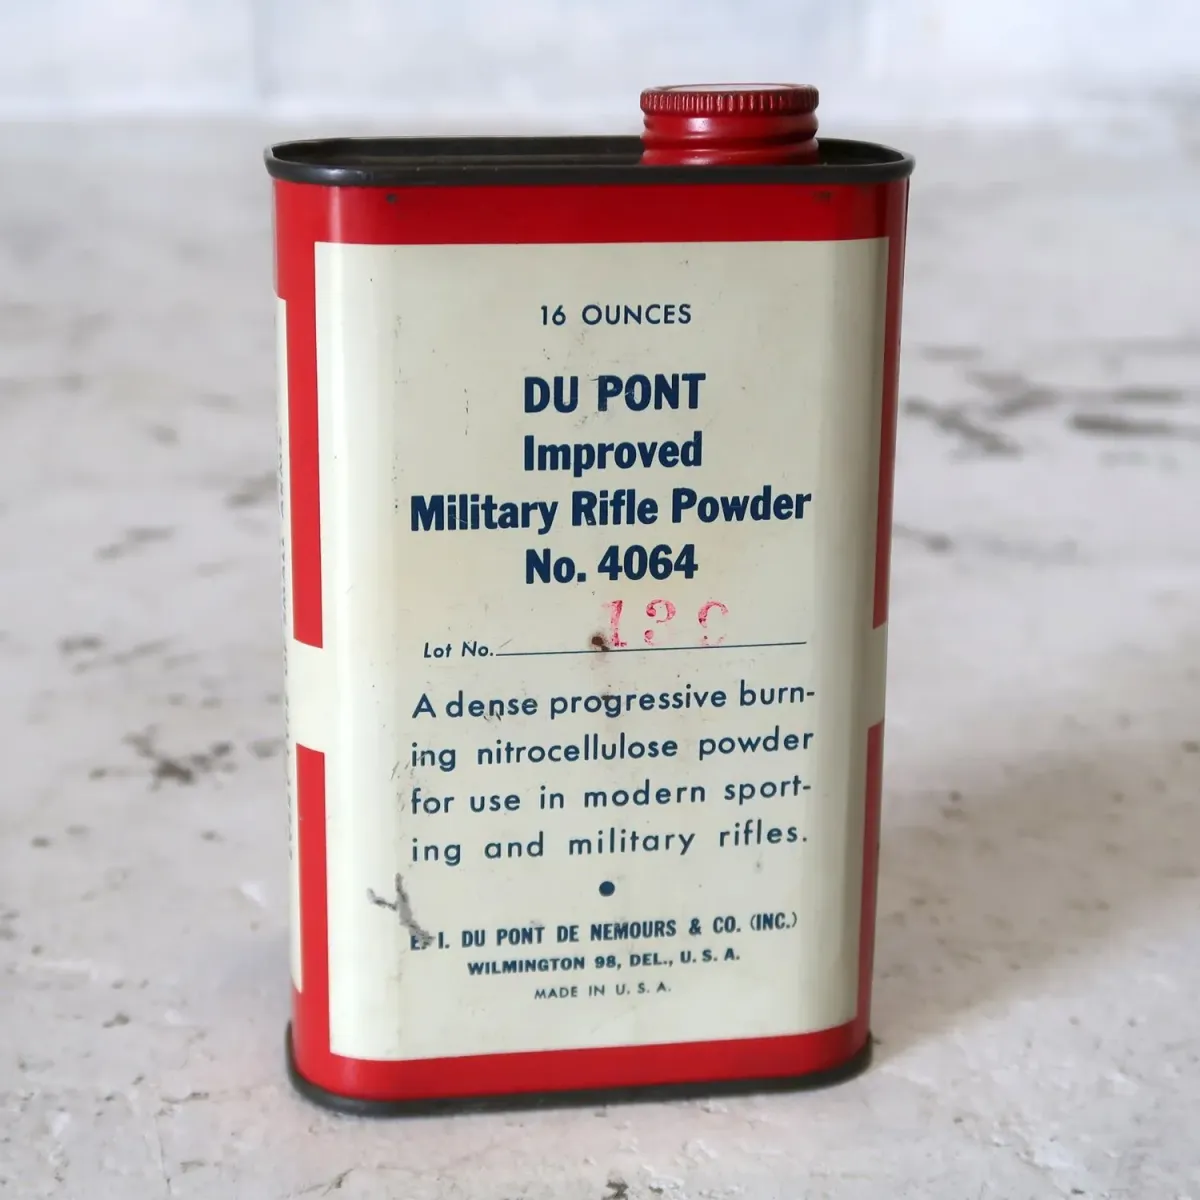 16 OUNCES
DU PONT
Improved
Military Rifle Powder
No. 4064
Lot No.
A dense progressive burn-
ing nitrocellulose powder
for use in modern sport-
ing and military rifles.
E. I. DU PONT DE NEMOURS & CO. (INC.)
WILMINGTON 98, DEL., U. S. A.
MADE IN U. S. A.